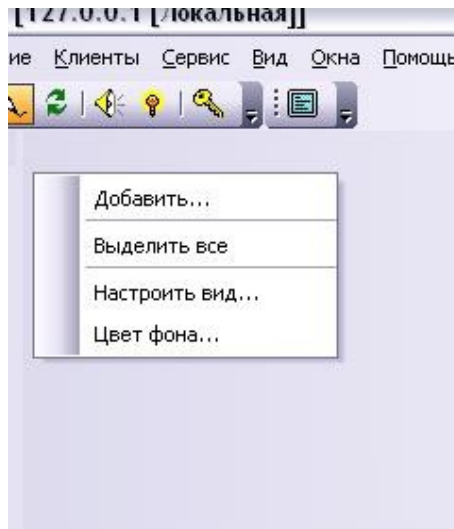 [127.0.0.1 [Локальная]]
ие Клиенты Сервис Вид Окна Помощь
Добавить...
Выделить все
Настроить вид...
Цвет фона...